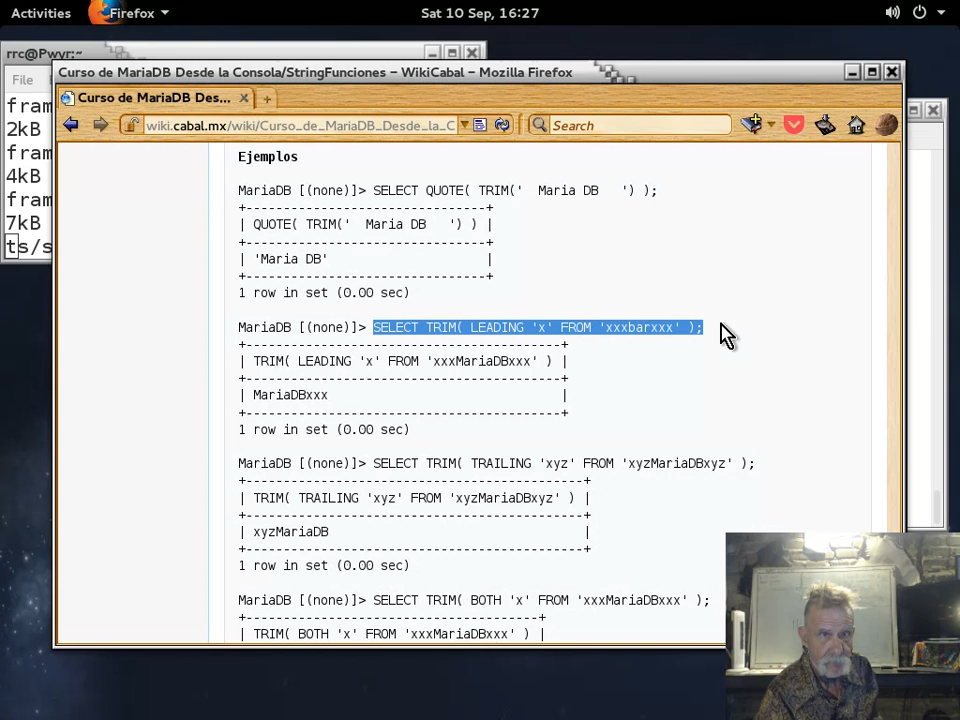 Activities Firefox Sat 10 Sep, 16:27
rrc@Pwyr:~
File
Curso de MariaDB Desde la Consola/StringFunciones – WikiCabal – Mozilla Firefox
Curso de MariaDB Des...
wiki.cabal.mx/wiki/Curso_de_MariaDB_Desde_la_C
Search
fram
2kB
fram
4kB
fram
7kB
ts/s
Ejemplos
MariaDB [(none)]> SELECT QUOTE( TRIM('  Maria DB   ') );
+--------------------------------+
| QUOTE( TRIM('  Maria DB   ') ) |
+--------------------------------+
| 'Maria DB'                     |
+--------------------------------+
1 row in set (0.00 sec)
MariaDB [(none)]> SELECT TRIM( LEADING 'x' FROM 'xxxbarxxx' );
+------------------------------------------+
| TRIM( LEADING 'x' FROM 'xxxMariaDBxxx' ) |
+------------------------------------------+
| MariaDBxxx                               |
+------------------------------------------+
1 row in set (0.00 sec)
MariaDB [(none)]> SELECT TRIM( TRAILING 'xyz' FROM 'xyzMariaDBxyz' );
+---------------------------------------------+
| TRIM( TRAILING 'xyz' FROM 'xyzMariaDBxyz' ) |
+---------------------------------------------+
| xyzMariaDB                                  |
+---------------------------------------------+
1 row in set (0.00 sec)
MariaDB [(none)]> SELECT TRIM( BOTH 'x' FROM 'xxxMariaDBxxx' );
+---------------------------------------+
| TRIM( BOTH 'x' FROM 'xxxMariaDBxxx' ) |